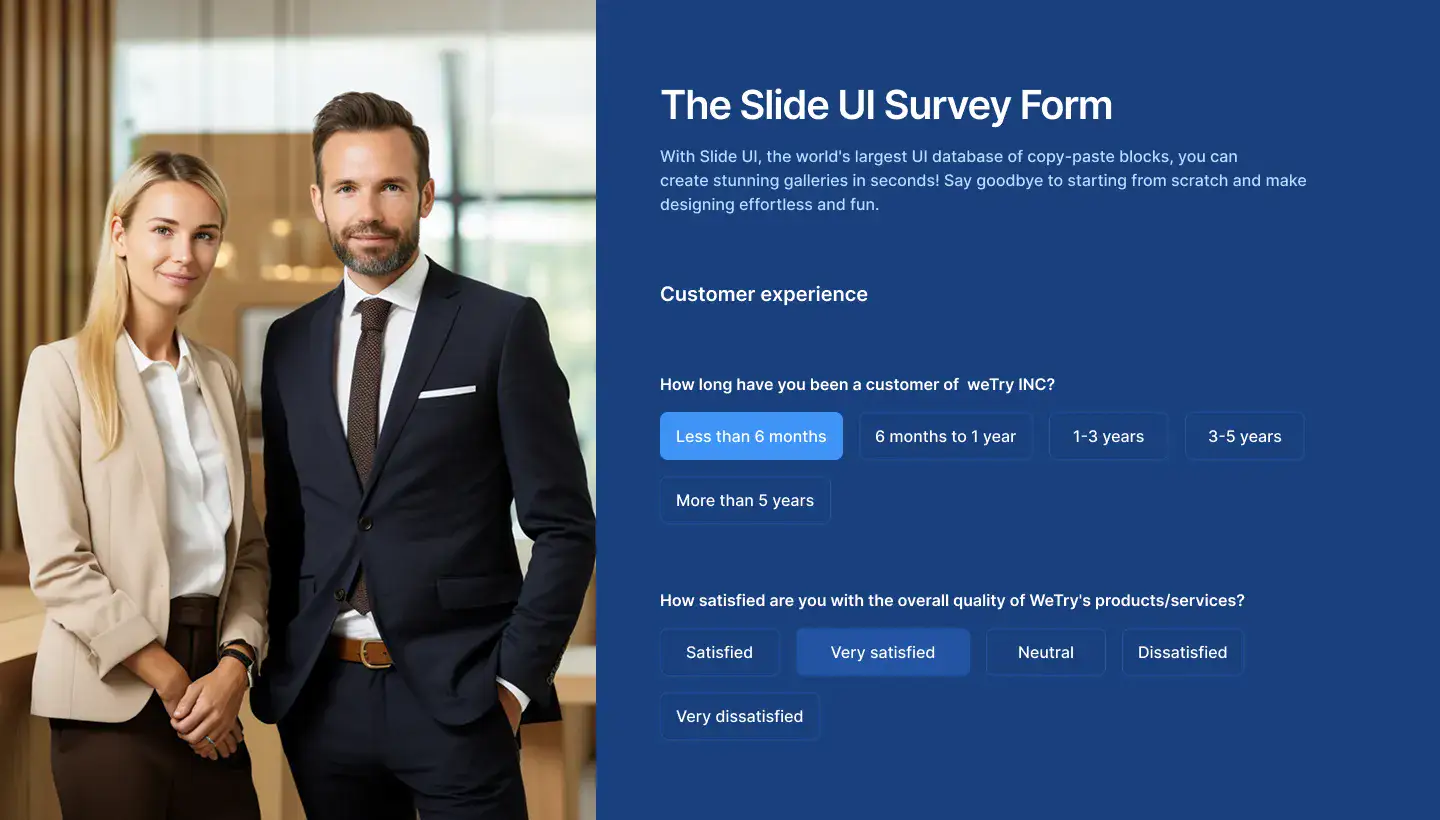 The Slide UI Survey Form
With Slide UI, the world's largest UI database of copy-paste blocks, you can
create stunning galleries in seconds! Say goodbye to starting from scratch and make
designing effortless and fun.
Customer experience
How long have you been a customer of  weTry INC?
Less than 6 months
6 months to 1 year
1-3 years
3-5 years
More than 5 years
How satisfied are you with the overall quality of WeTry's products/services?
Satisfied
Very satisfied
Neutral
Dissatisfied
Very dissatisfied